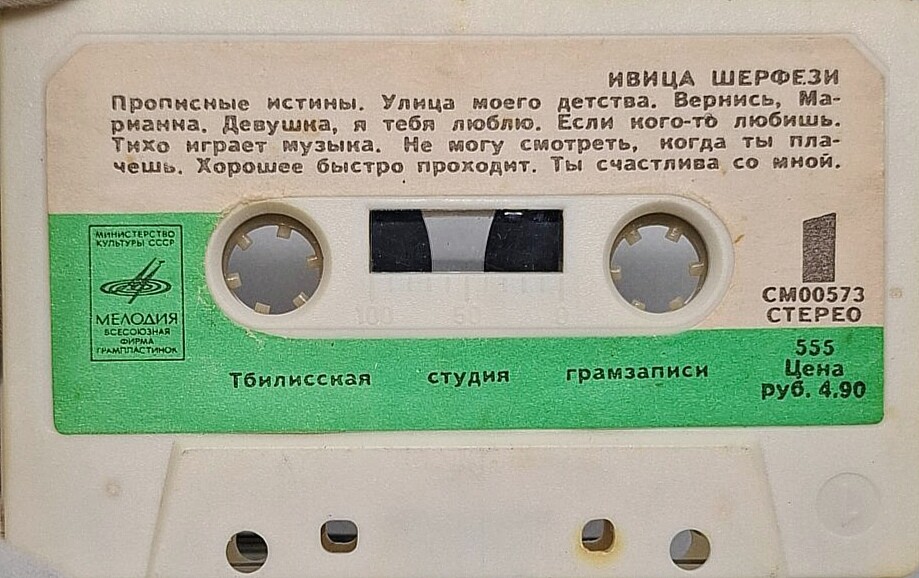 ИВИЦА ШЕРФЕЗИ
Прописные истины. Улица моего детства. Вернись, Ма-
рианна. Девушка, я тебя люблю. Если кого-то любишь.
Тихо играет музыка. Не могу смотреть, когда ты пла-
чешь. Хорошее быстро проходит. Ты счастлива со мной.
МИНИСТЕРСТВО
КУЛЬТУРЫ СССР
МЕЛОДИЯ
ВСЕСОЮЗНАЯ
ФИРМА
ГРАМПЛАСТИНОК
100 50 0
1
СМ00573
СТЕРЕО
555
Цена
руб. 4.90
Тбилисская студия грамзаписи